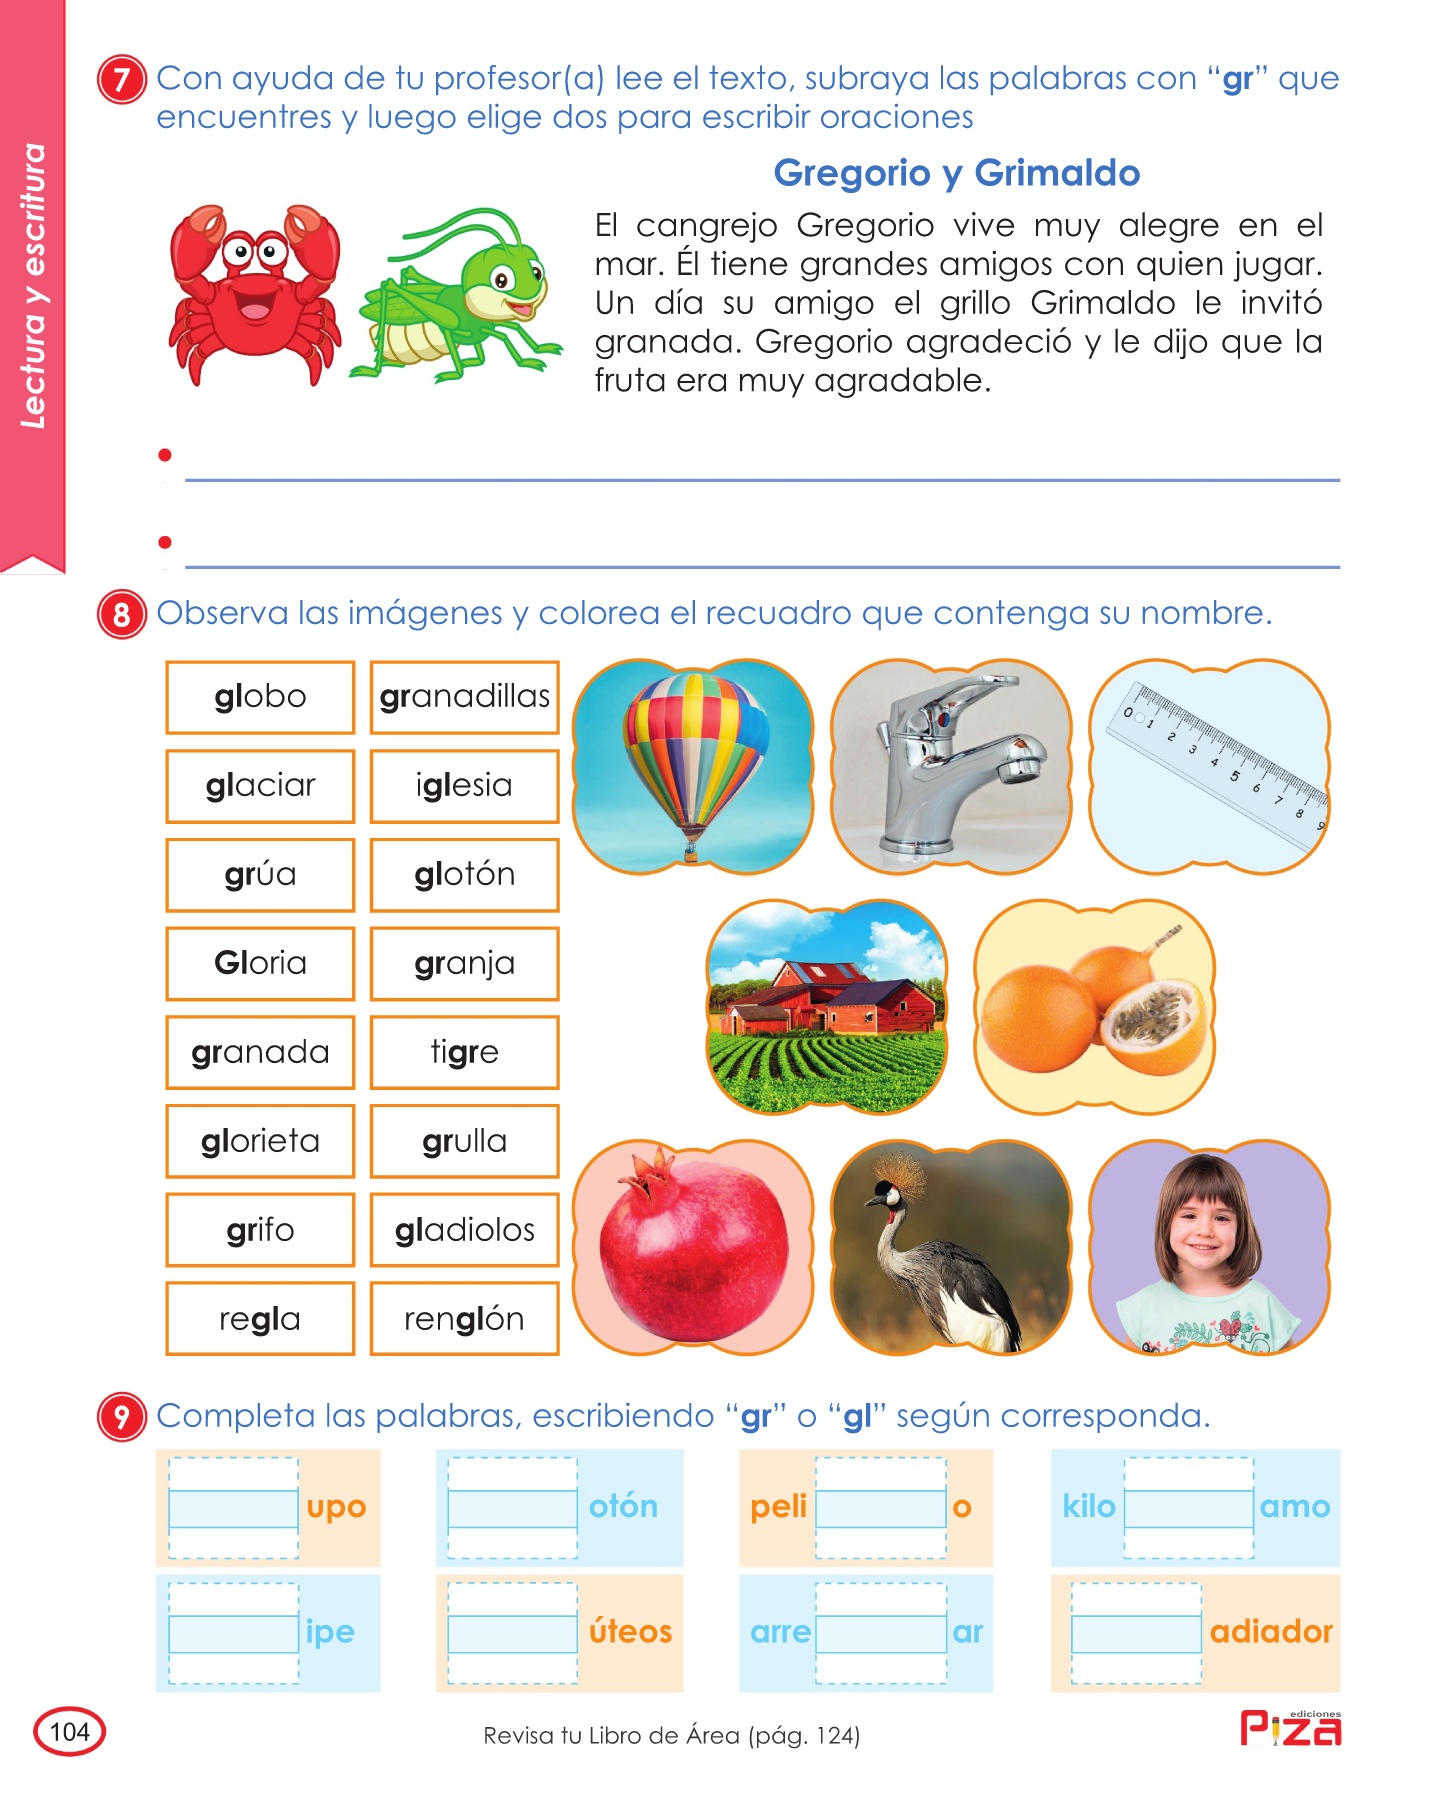 Lectura y escritura
7 Con ayuda de tu profesor(a) lee el texto, subraya las palabras con “gr” que
encuentres y luego elige dos para escribir oraciones
Gregorio y Grimaldo
El cangrejo Gregorio vive muy alegre en el
mar. Él tiene grandes amigos con quien jugar.
Un día su amigo el grillo Grimaldo le invitó
granada. Gregorio agradeció y le dijo que la
fruta era muy agradable.
8 Observa las imágenes y colorea el recuadro que contenga su nombre.
globo granadillas
glaciar iglesia
grúa glotón
Gloria granja
granada tigre
glorieta grulla
grifo gladiolos
regla renglón
0 1 2 3 4 5 6 7 8 9
9 Completa las palabras, escribiendo “gr” o “gl” según corresponda.
upo otón peli o kilo amo
ipe úteos arre ar adiador
104
Revisa tu Libro de Área (pág. 124)
ediciones
Piza